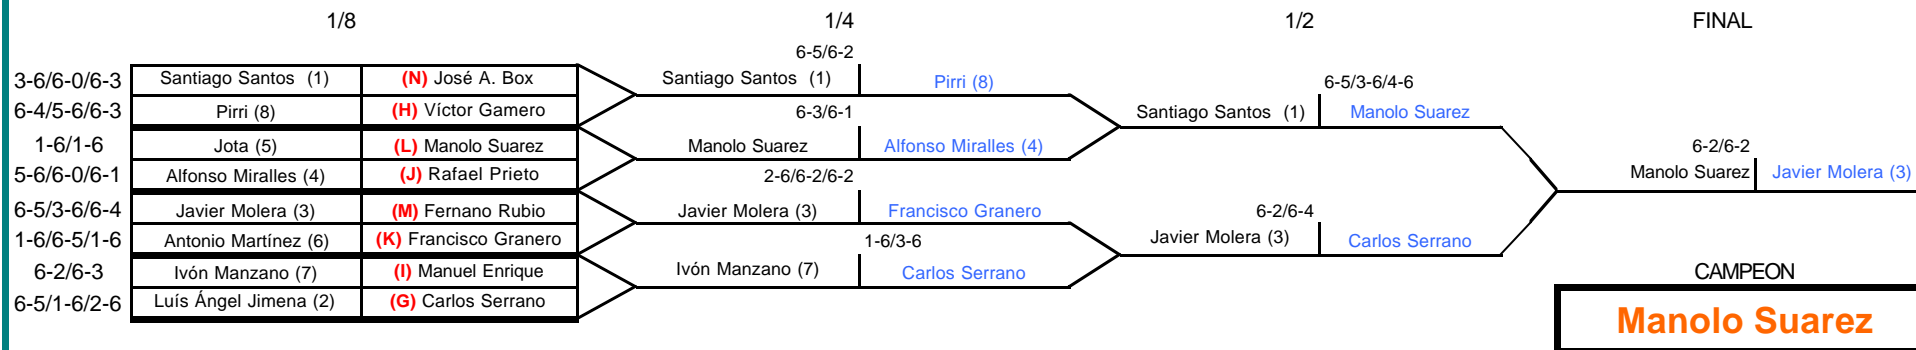 1/8 1/4 1/2 FINAL
6-5/6-2
3-6/6-0/6-3 Santiago Santos (1) (N) José A. Box Santiago Santos (1) Pirri (8) 6-5/3-6/4-6
6-4/5-6/6-3 Pirri (8) (H) Víctor Gamero 6-3/6-1 Santiago Santos (1) Manolo Suarez
1-6/1-6 Jota (5) (L) Manolo Suarez Manolo Suarez Alfonso Miralles (4) 6-2/6-2
5-6/6-0/6-1 Alfonso Miralles (4) (J) Rafael Prieto 2-6/6-2/6-2 Manolo Suarez Javier Molera (3)
6-5/3-6/6-4 Javier Molera (3) (M) Fernano Rubio Javier Molera (3) Francisco Granero 6-2/6-4
1-6/6-5/1-6 Antonio Martínez (6) (K) Francisco Granero 1-6/3-6 Javier Molera (3) Carlos Serrano
6-2/6-3 Ivón Manzano (7) (I) Manuel Enrique Ivón Manzano (7) Carlos Serrano CAMPEON
6-5/1-6/2-6 Luís Ángel Jimena (2) (G) Carlos Serrano
Manolo Suarez